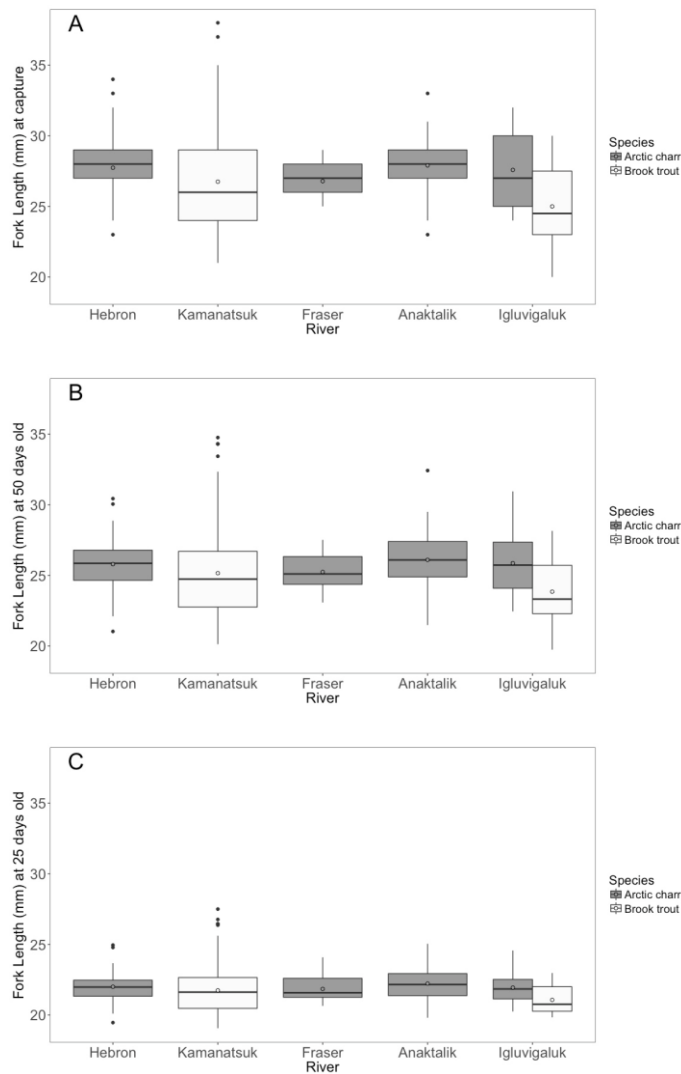 A
Fork Length (mm) at capture
35
30
25
20
Hebron Kamanatsuk Fraser Anaktalik Igluvigaluk
River
Species
Arctic charr
Brook trout
B
Fork Length (mm) at 50 days old
35
30
25
20
Hebron Kamanatsuk Fraser Anaktalik Igluvigaluk
River
Species
Arctic charr
Brook trout
C
Fork Length (mm) at 25 days old
35
30
25
20
Hebron Kamanatsuk Fraser Anaktalik Igluvigaluk
River
Species
Arctic charr
Brook trout